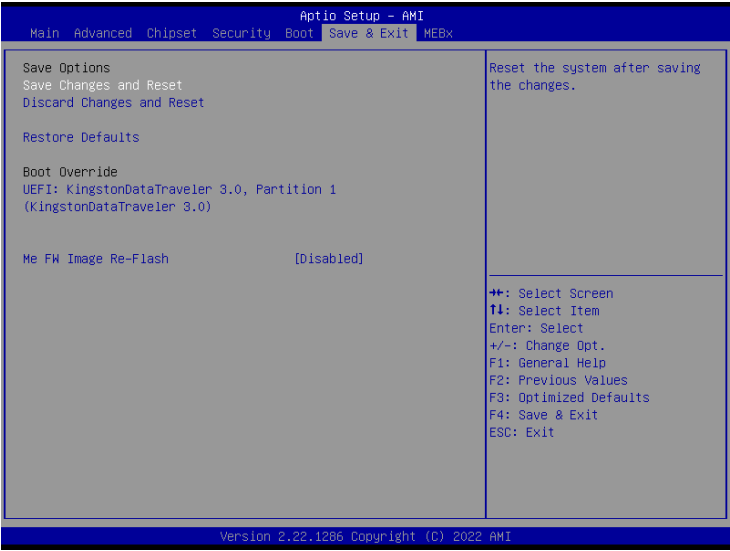 Aptio Setup – AMI
Main Advanced Chipset Security Boot Save & Exit MEBx
Save Options
Save Changes and Reset
Discard Changes and Reset
Restore Defaults
Boot Override
UEFI: KingstonDataTraveler 3.0, Partition 1
(KingstonDataTraveler 3.0)
Me FW Image Re-Flash [Disabled]
Reset the system after saving
the changes.
→←: Select Screen
↑↓: Select Item
Enter: Select
+/-: Change Opt.
F1: General Help
F2: Previous Values
F3: Optimized Defaults
F4: Save & Exit
ESC: Exit
Version 2.22.1286 Copyright (C) 2022 AMI